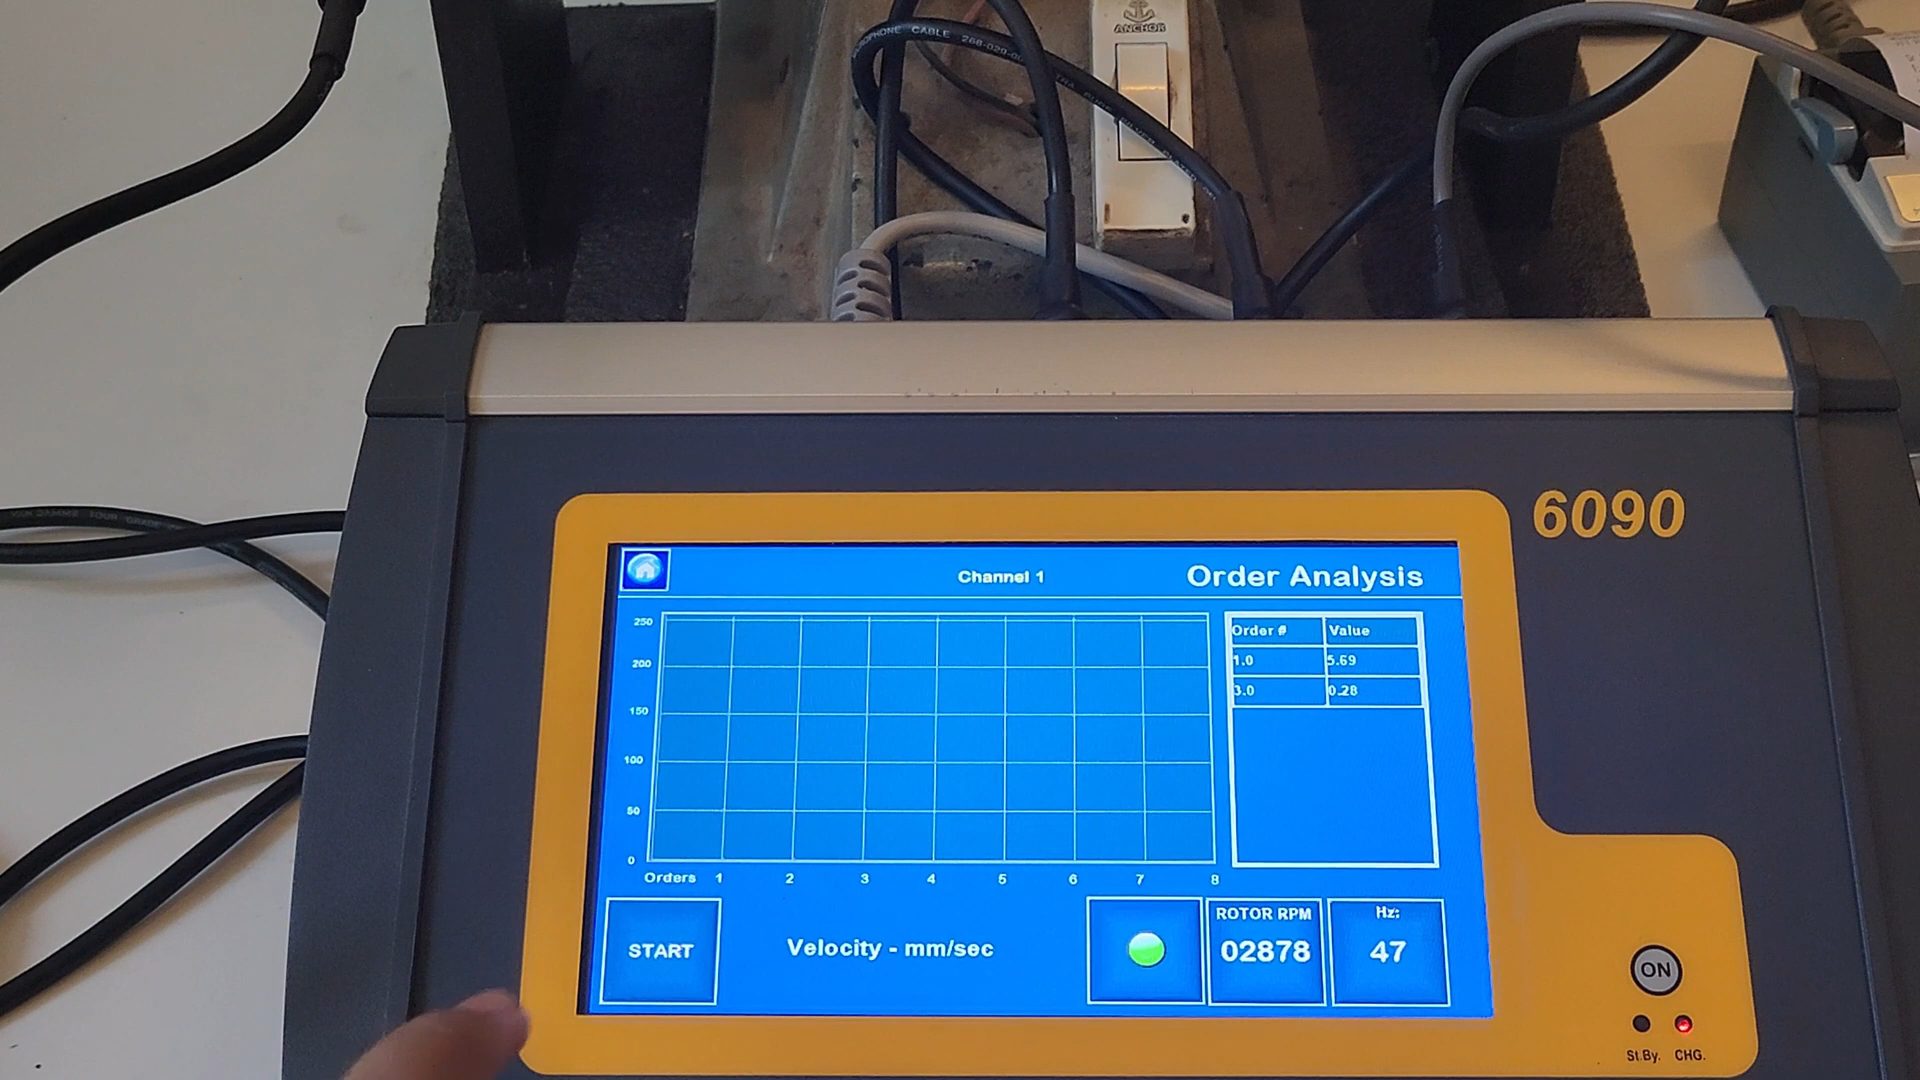 ANCHOR
6090
Channel 1
Order Analysis
250
200
150
100
50
0
Orders 1 2 3 4 5 6 7 8
Order # Value
1.0 5.69
3.0 0.28
START
Velocity - mm/sec
ROTOR RPM
02878
Hz:
47
ON
St.By. CHG.